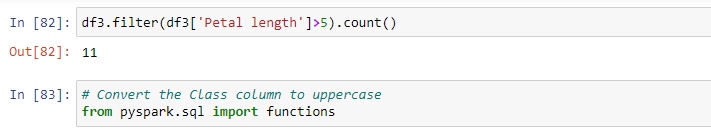 In [82]: df3.filter(df3['Petal length']>5).count()
Out[82]: 11
In [83]: # Convert the Class column to uppercase
from pyspark.sql import functions